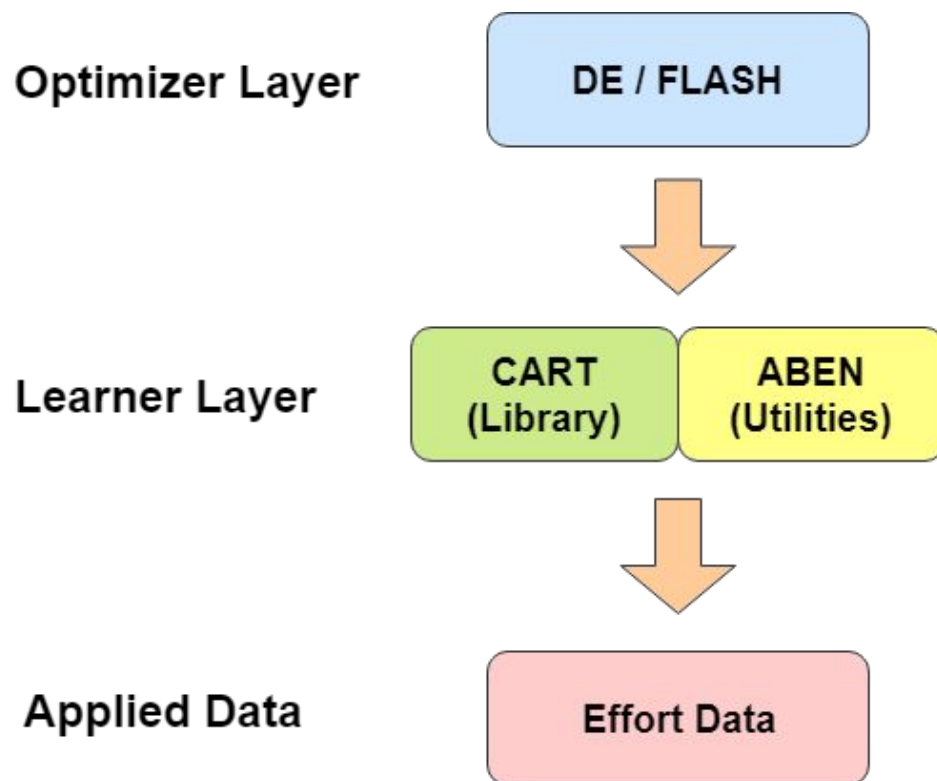 Optimizer Layer
DE / FLASH
Learner Layer
CART
(Library)
ABEN
(Utilities)
Applied Data
Effort Data